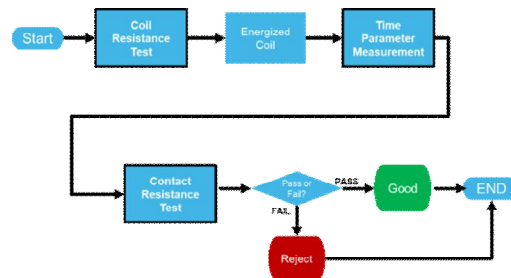 Start
Coil
Resistance
Test
Energized
Coil
Time
Parameter
Measurement
Contact
Resistance
Test
Pass or
Fail?
PASS
Good
END
FAIL
Reject